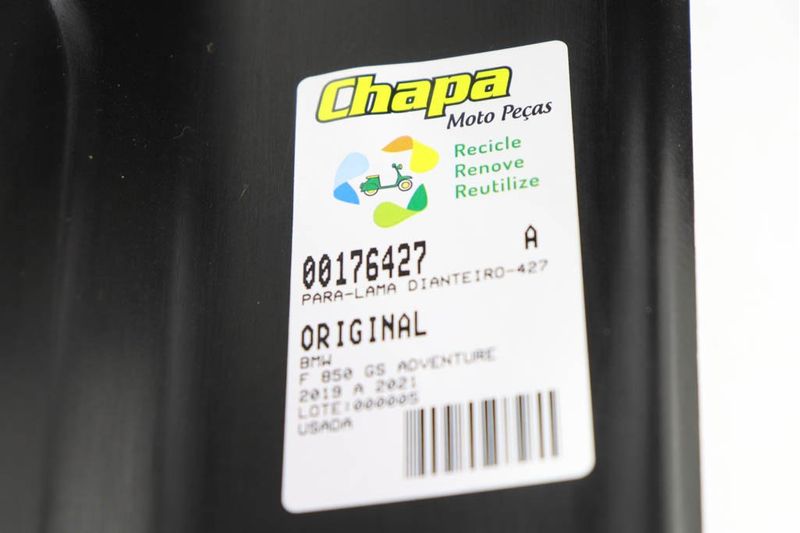 Chapa
Moto Peças
Recicle
Renove
Reutilize
00176427 A
PARA-LAMA DIANTEIRO-427
ORIGINAL
BMW
F 850 GS ADVENTURE
2019 A 2021
LOTE:000005
USADA